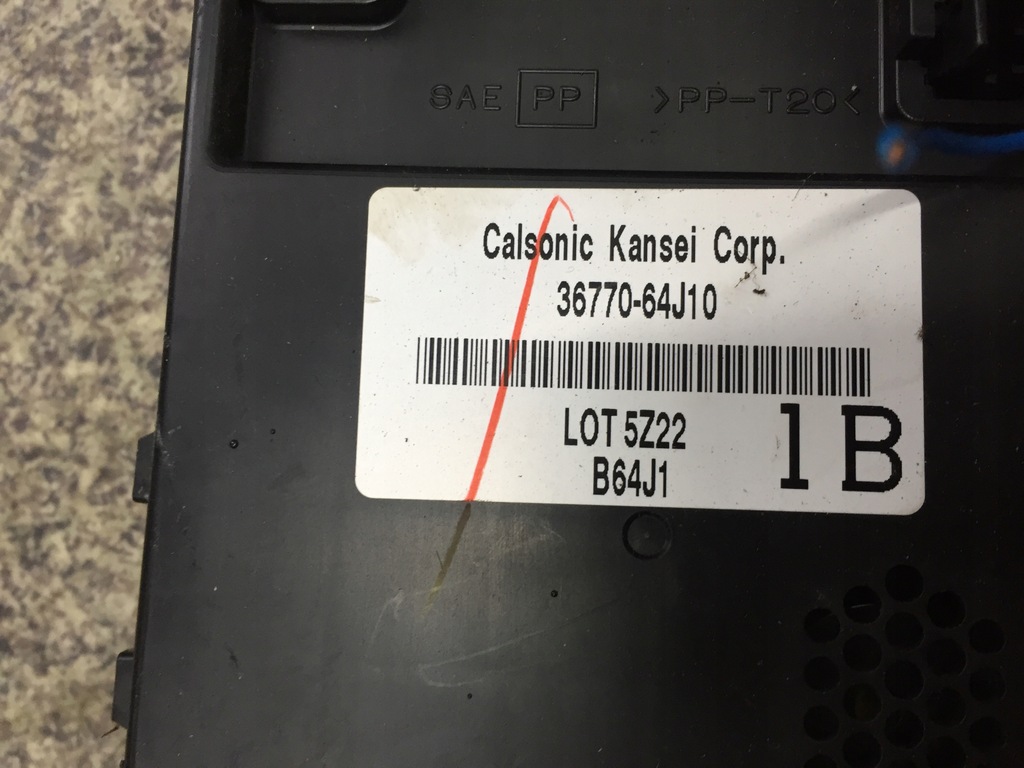 SAE PP >PP-T20<
Calsonic Kansei Corp.
36770-64J10
LOT 5Z22
B64J1
1B